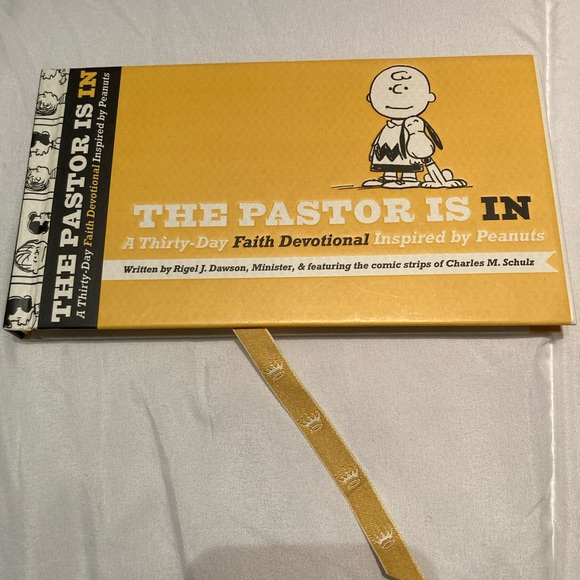 THE PASTOR IS IN
A Thirty-Day Faith Devotional Inspired by Peanuts
THE PASTOR IS IN
A Thirty-Day Faith Devotional Inspired by Peanuts
Written by Rigel J. Dawson, Minister, & featuring the comic strips of Charles M. Schulz